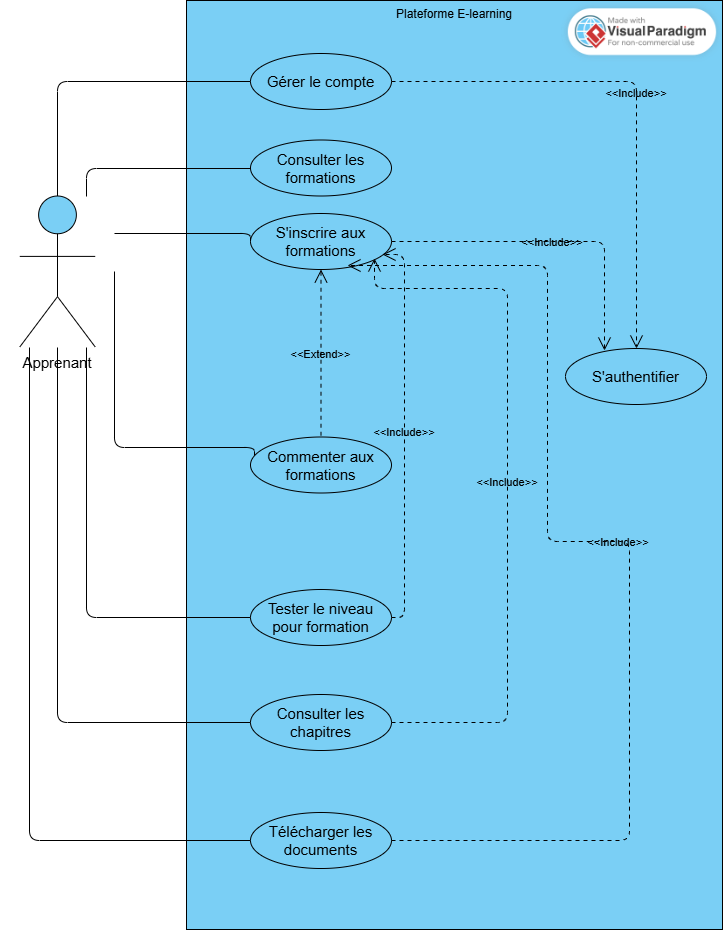 Plateforme E-learning
Made with
VisualParadigm
For non-commercial use
Gérer le compte
<<Include>>
Consulter les
formations
S'inscrire aux
formations
<<Include>>
<<Extend>>
Apprenant
S'authentifier
<<Include>>
Commenter aux
formations
<<Include>>
<<Include>>
Tester le niveau
pour formation
Consulter les
chapitres
Télécharger les
documents